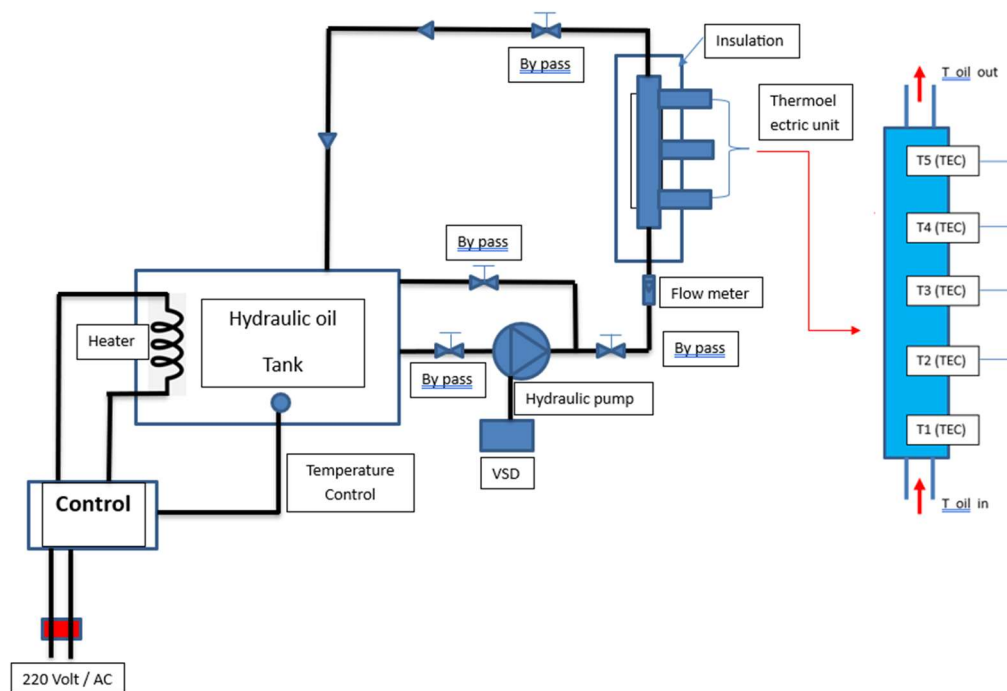 By pass
Insulation
Thermoel
ectric unit
T oil out
T5 (TEC)
T4 (TEC)
T3 (TEC)
T2 (TEC)
T1 (TEC)
T oil in
By pass
Flow meter
By pass
By pass
Hydraulic oil
Tank
Heater
Hydraulic pump
VSD
Temperature
Control
Control
220 Volt / AC